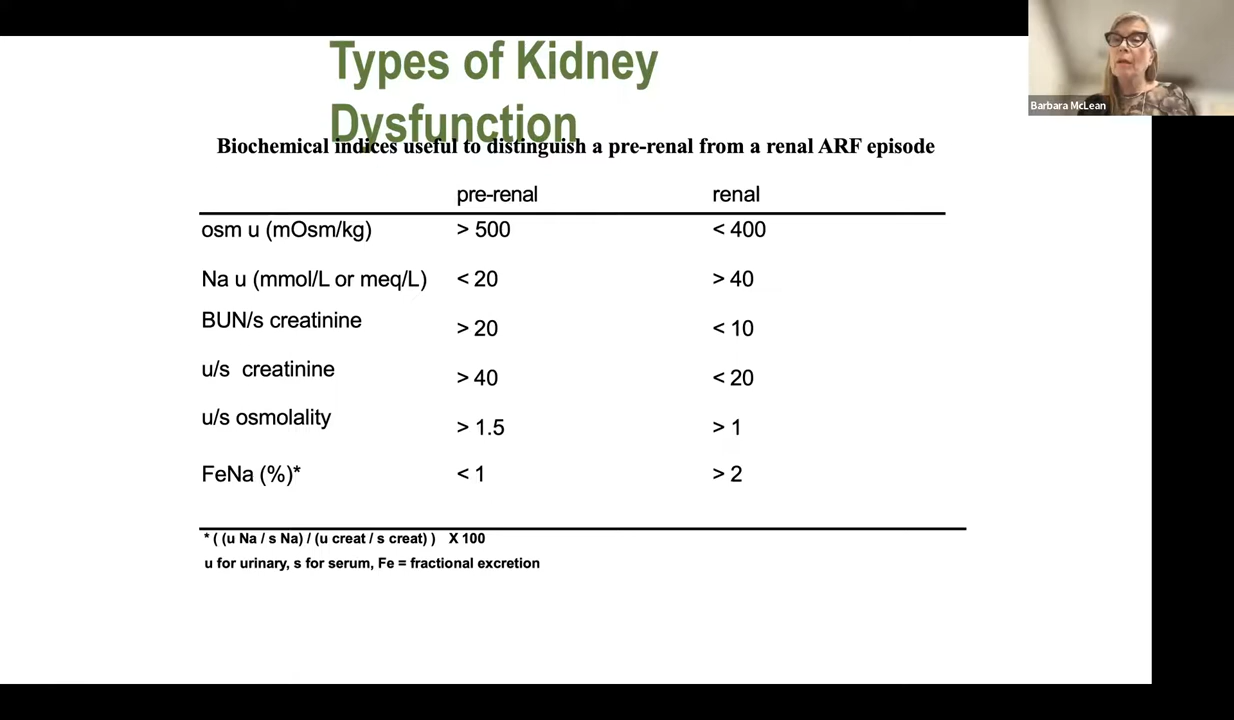 Types of Kidney
Dysfunction
Barbara McLean
Biochemical indices useful to distinguish a pre-renal from a renal ARF episode
pre-renal renal
osm u (mOsm/kg) > 500 < 400
Na u (mmol/L or meq/L) < 20 > 40
BUN/s creatinine > 20 < 10
u/s creatinine > 40 < 20
u/s osmolality > 1.5 > 1
FeNa (%)* < 1 > 2
* ( (u Na / s Na) / (u creat / s creat) ) X 100
u for urinary, s for serum, Fe = fractional excretion